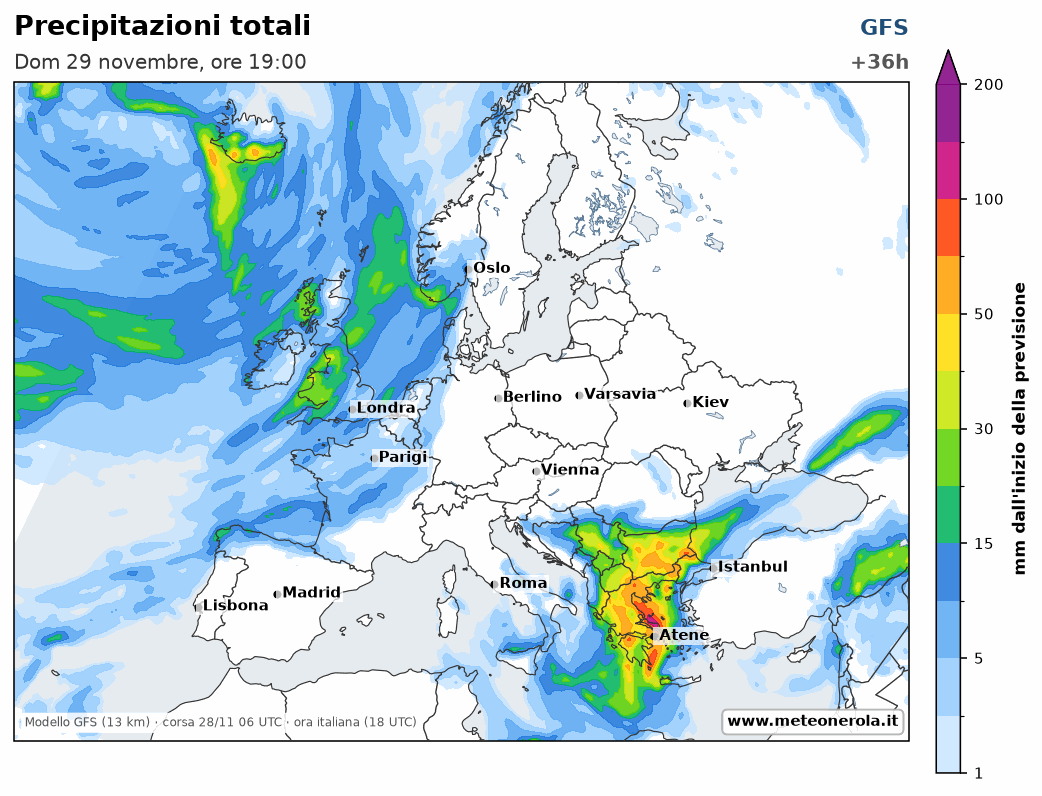 Precipitazioni totali
GFS
Dom 29 novembre, ore 19:00
+36h
200
100
50
30
15
5
1
mm dall'inizio della previsione
Oslo
Berlino
Varsavia
Kiev
Londra
Parigi
Vienna
Istanbul
Roma
Madrid
Lisbona
Atene
Modello GFS (13 km) · corsa 28/11 06 UTC · ora italiana (18 UTC)
www.meteonerola.it